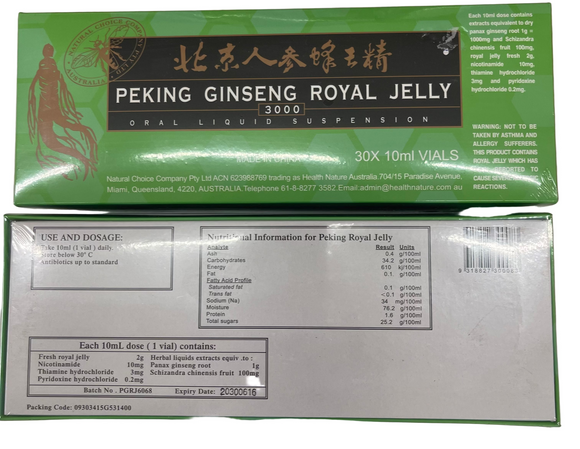 NATURAL CHOICE COMPANY
AUSTRALIA
北京人参蜂王精
PEKING GINSENG ROYAL JELLY
3000
ORAL LIQUID SUSPENSION
30X 10ml VIALS
Natural Choice Company Pty Ltd ACN 623988769 trading as Health Nature Australia.704/15 Paradise Avenue,
Miami, Queensland, 4220, AUSTRALIA.Telephone 61-8-8277 3582.Email:admin@healthnature.com.au
Each 10ml dose contains
extracts equivalent to dry
panax ginseng root 1g =
1000mg and Schizandra
chinensis fruit 100mg,
royal jelly fresh 2g,
nicotinamide 10mg,
thiamine hydrochloride
3mg and pyridoxine
hydrochloride 0.2mg.
WARNING: NOT TO BE
TAKEN BY ASTHMA AND
ALLERGY SUFFERERS.
THIS PRODUCT CONTAINS
ROYAL JELLY WHICH HAS
BEEN REPORTED TO
CAUSE SEVERE
REACTIONS.
USE AND DOSAGE:
Take 10ml (1 vial ) daily
Store below 30° C
Antibiotics up to standard
Nutritional Information for Peking Royal Jelly
Analyte Result Units
Ash 0.4 g/100ml
Carbohydrates 34.2 g/100ml
Energy 610 kj/100ml
Fat 0.1 g/100ml
Fatty Acid Profile
Saturated fat 0.1 g/100ml
Trans fat <0.1 g/100ml
Sodium (Na) 34 mg/100ml
Moisture 76.2 g/100ml
Protein 1.6 g/100ml
Total sugars 25.2 g/100ml
Each 10mL dose ( 1 vial) contains:
Fresh royal jelly 2g Herbal liquids extracts equiv .to :
Nicotinamide 10mg Panax ginseng root 1g
Thiamine hydrochloride 3mg Schizandra chinensis fruit 100mg
Pyridoxine hydrochloride 0.2mg
Batch No . PGRJ6068 Expiry Date: 20300616
Packing Code: 09303415G531400